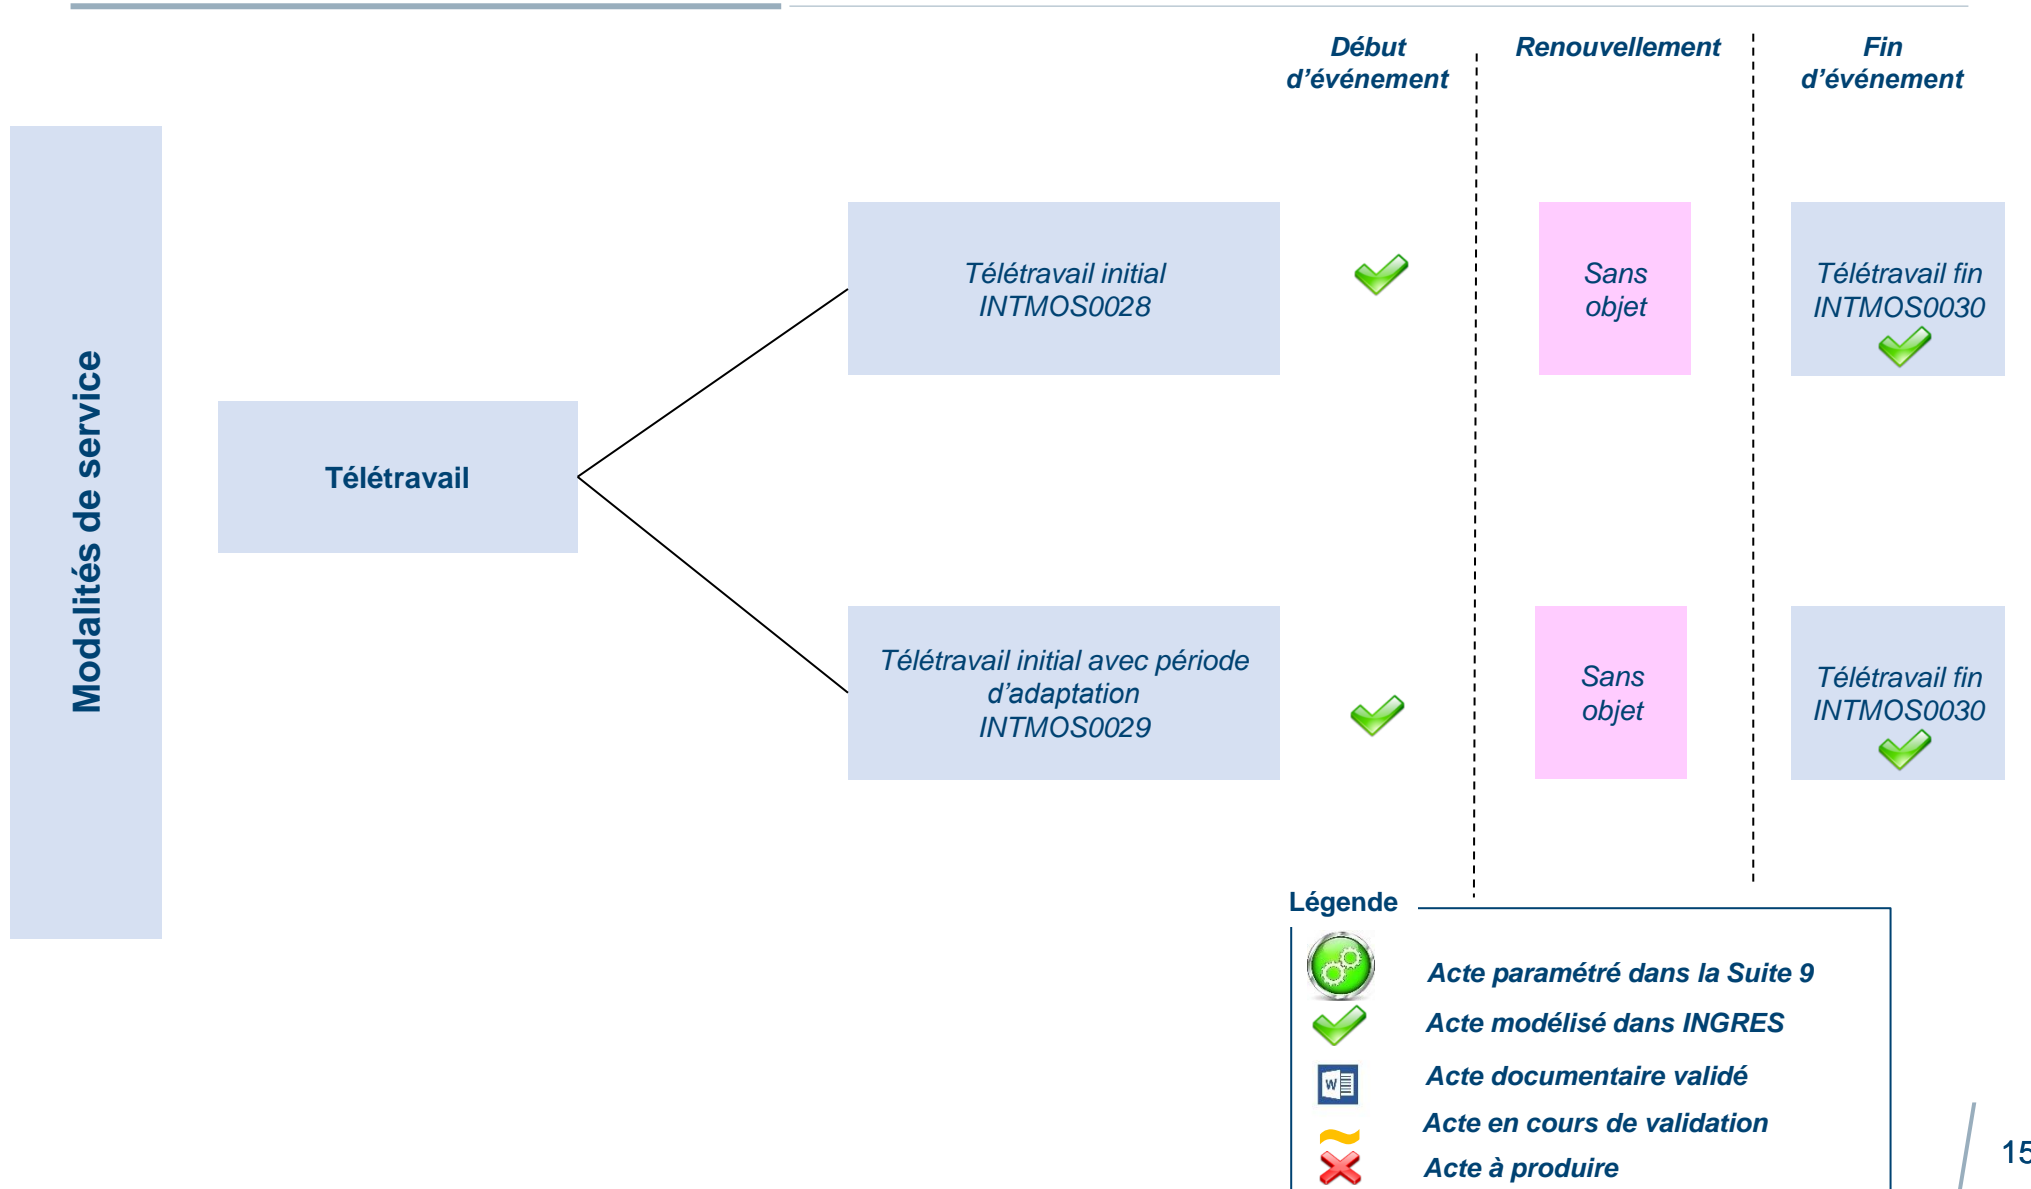 Début
d’événement
Renouvellement
Fin
d’événement
Modalités de service
Télétravail
Télétravail initial
INTMOS0028
Sans
objet
Télétravail fin
INTMOS0030
Télétravail initial avec période
d’adaptation
INTMOS0029
Sans
objet
Télétravail fin
INTMOS0030
Légende
Acte paramétré dans la Suite 9
Acte modélisé dans INGRES
W
Acte documentaire validé
Acte en cours de validation
Acte à produire
15